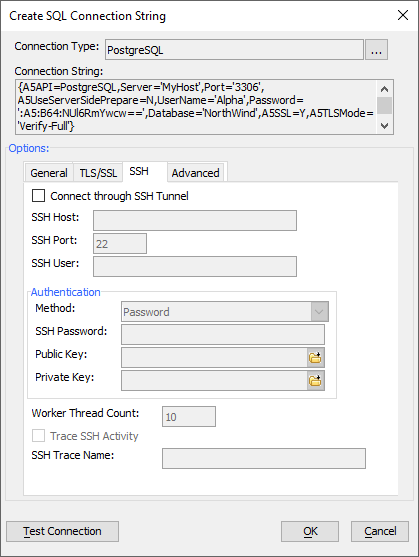 Create SQL Connection String
Connection Type: PostgreSQL ...
Connection String:
{A5API=PostgreSQL,Server='MyHost',Port='3306',
A5UseServerSidePrepare=N,UserName='Alpha',Password=
':A5:B64:NUl6RmYwcw==',Database='NorthWind',A5SSL=Y,A5TLSMode=
'Verify-Full'}
Options:
General TLS/SSL SSH Advanced
Connect through SSH Tunnel
SSH Host:
SSH Port: 22
SSH User:
Authentication
Method: Password
SSH Password:
Public Key:
Private Key:
Worker Thread Count: 10
Trace SSH Activity
SSH Trace Name:
Test Connection OK Cancel